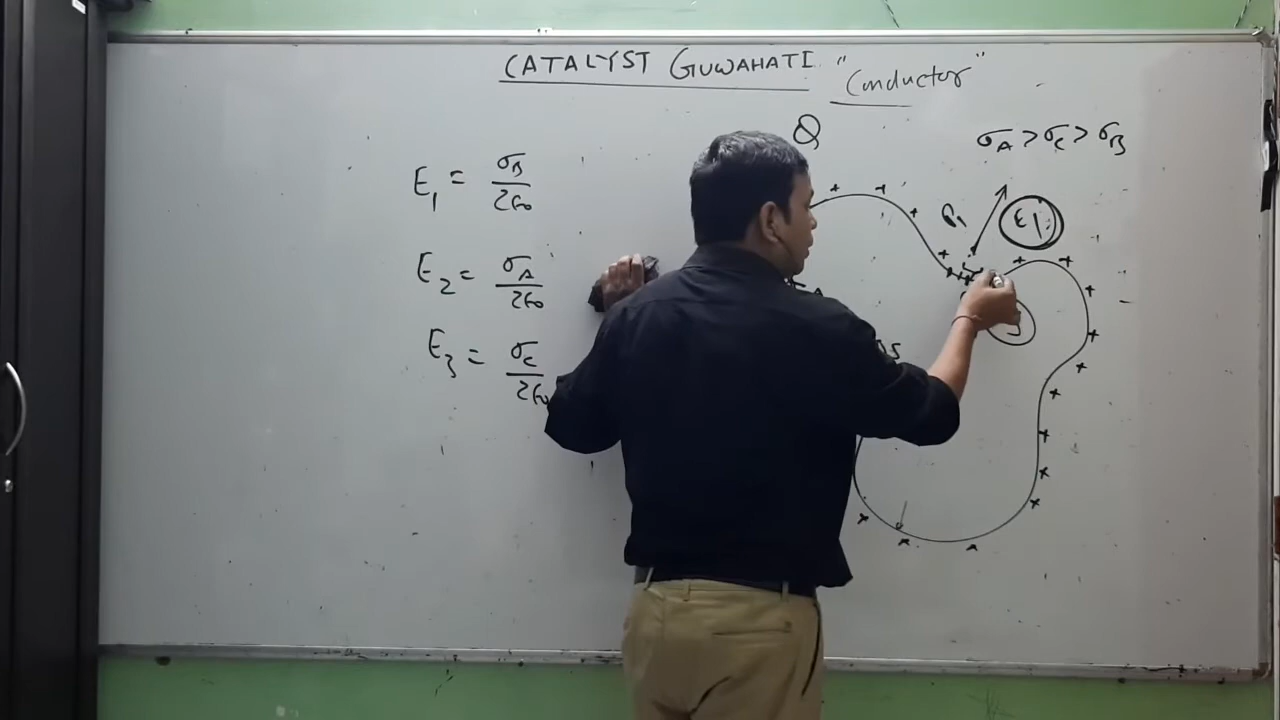 CATALYST GUWAHATI "Conductor"
Q
σA > σC > σB
E1 = σB/2ε0
E1
E2 = σA/2ε0
A
E3 = σC/2ε0